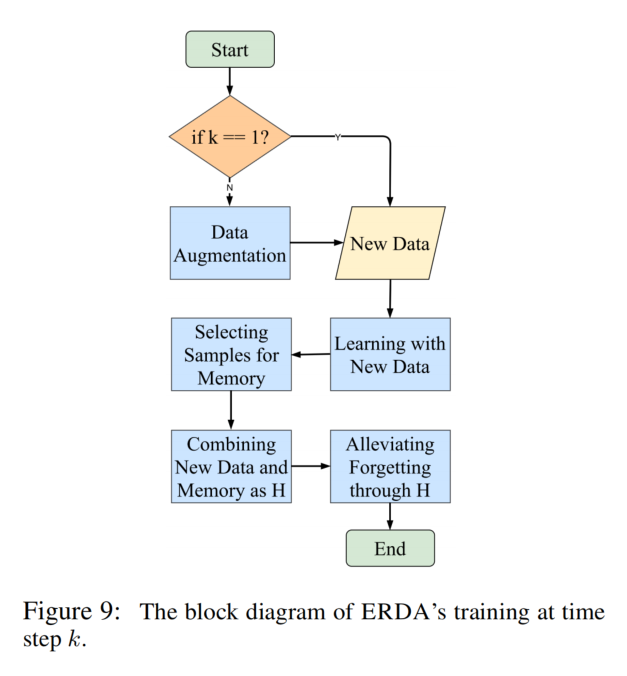 Start
if k == 1?
Y
N
Data
Augmentation
New Data
Learning with
New Data
Selecting
Samples for
Memory
Combining
New Data and
Memory as H
Alleviating
Forgetting
through H
End
Figure 9: The block diagram of ERDA's training at time
step k.